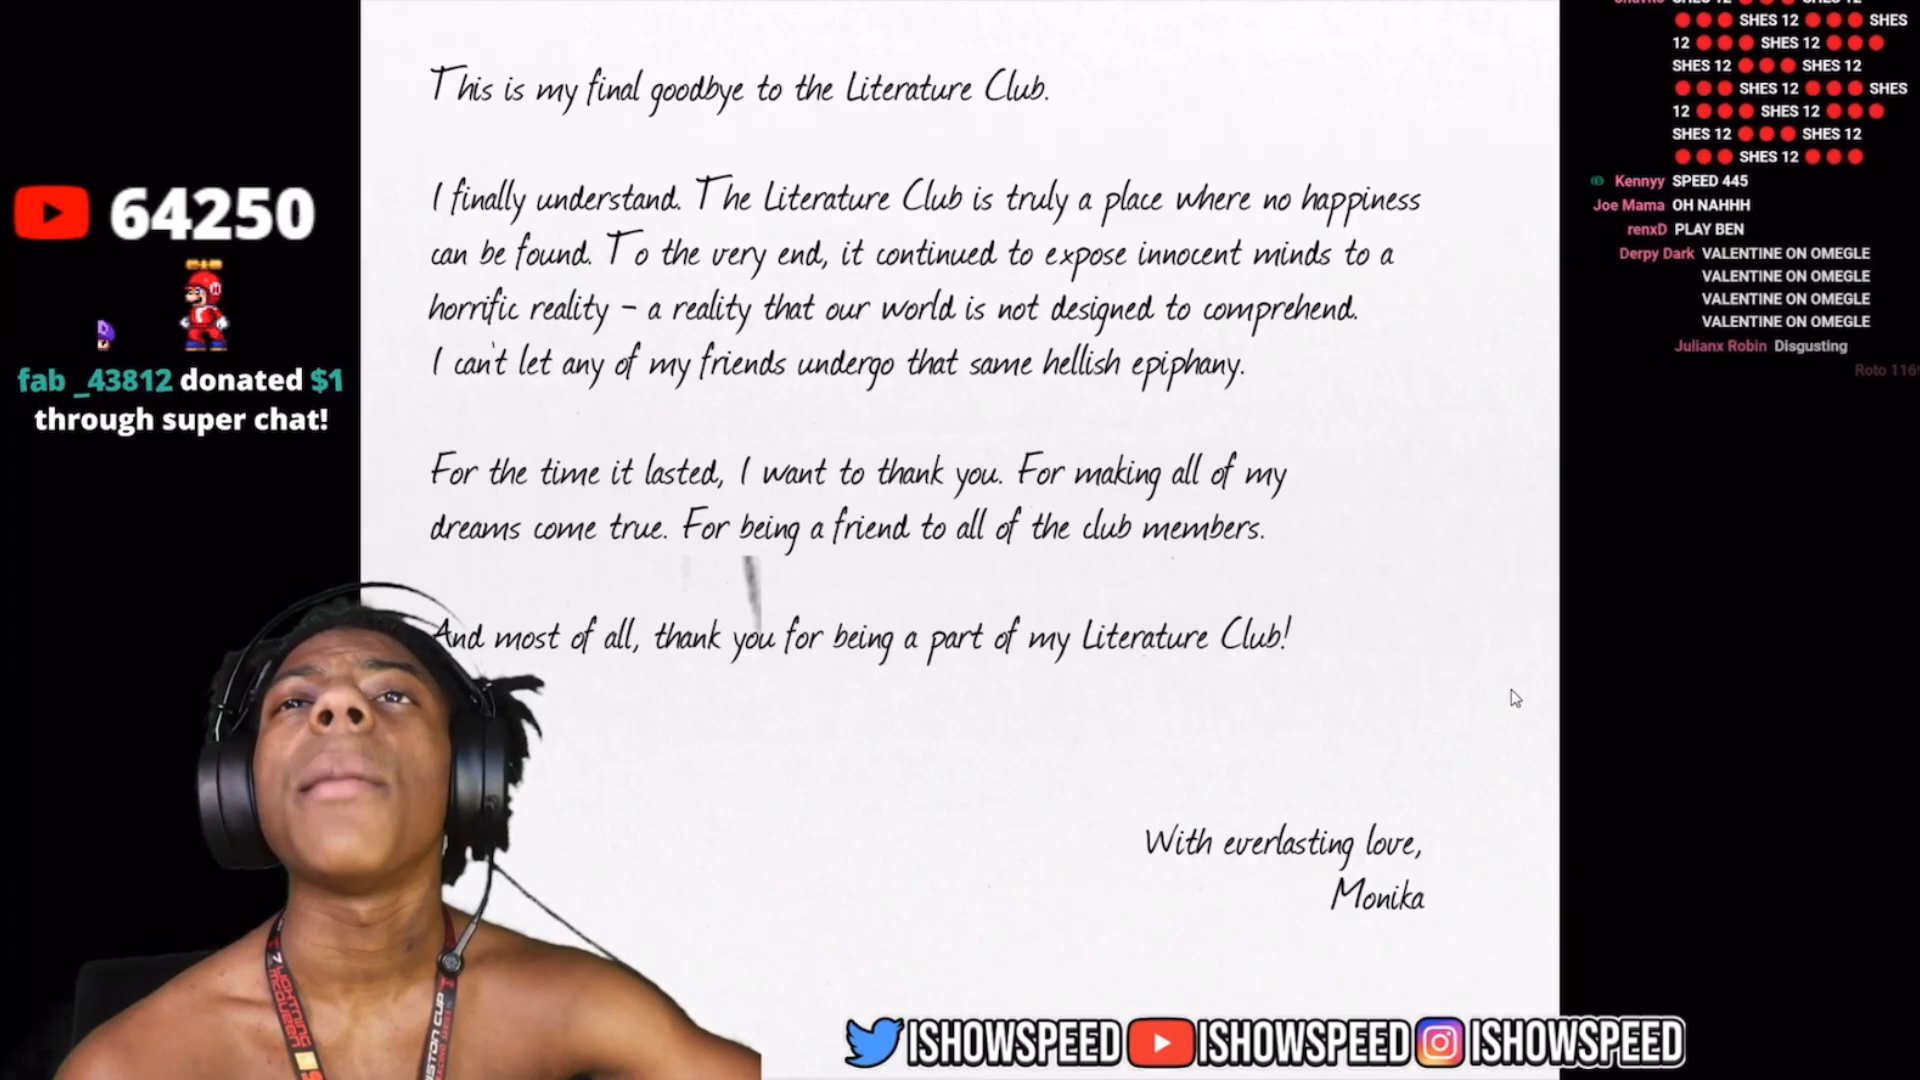 This is my final goodbye to the Literature Club.
I finally understand. The Literature Club is truly a place where no happiness
can be found. To the very end, it continued to expose innocent minds to a
horrific reality – a reality that our world is not designed to comprehend.
I can't let any of my friends undergo that same hellish epiphany.
For the time it lasted, I want to thank you. For making all of my
dreams come true. For being a friend to all of the club members.
And most of all, thank you for being a part of my Literature Club!
With everlasting love,
Monika
64250
fab _43812 donated $1
through super chat!
🔴🔴🔴 SHES 12 🔴🔴🔴 SHES
12 🔴🔴🔴 SHES 12 🔴🔴🔴
SHES 12 🔴🔴🔴 SHES 12
🔴🔴🔴 SHES 12 🔴🔴🔴 SHES
12 🔴🔴🔴 SHES 12 🔴🔴🔴
SHES 12 🔴🔴🔴 SHES 12
🔴🔴🔴 SHES 12 🔴🔴🔴
Kennyy SPEED 445
Joe Mama OH NAHHH
renxD PLAY BEN
Derpy Dark VALENTINE ON OMEGLE
VALENTINE ON OMEGLE
VALENTINE ON OMEGLE
VALENTINE ON OMEGLE
Julianx Robin Disgusting
Roto
LIGHTNING
MCQUEEN
ISHOWSPEED ISHOWSPEED ISHOWSPEED